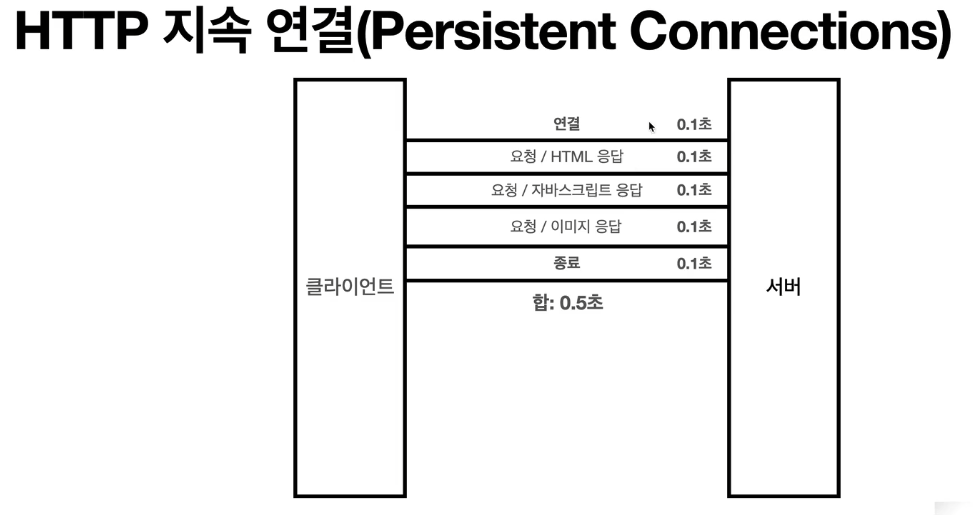 HTTP 지속 연결(Persistent Connections)
연결 0.1초
요청 / HTML 응답 0.1초
요청 / 자바스크립트 응답 0.1초
요청 / 이미지 응답 0.1초
종료 0.1초
클라이언트
서버
합: 0.5초